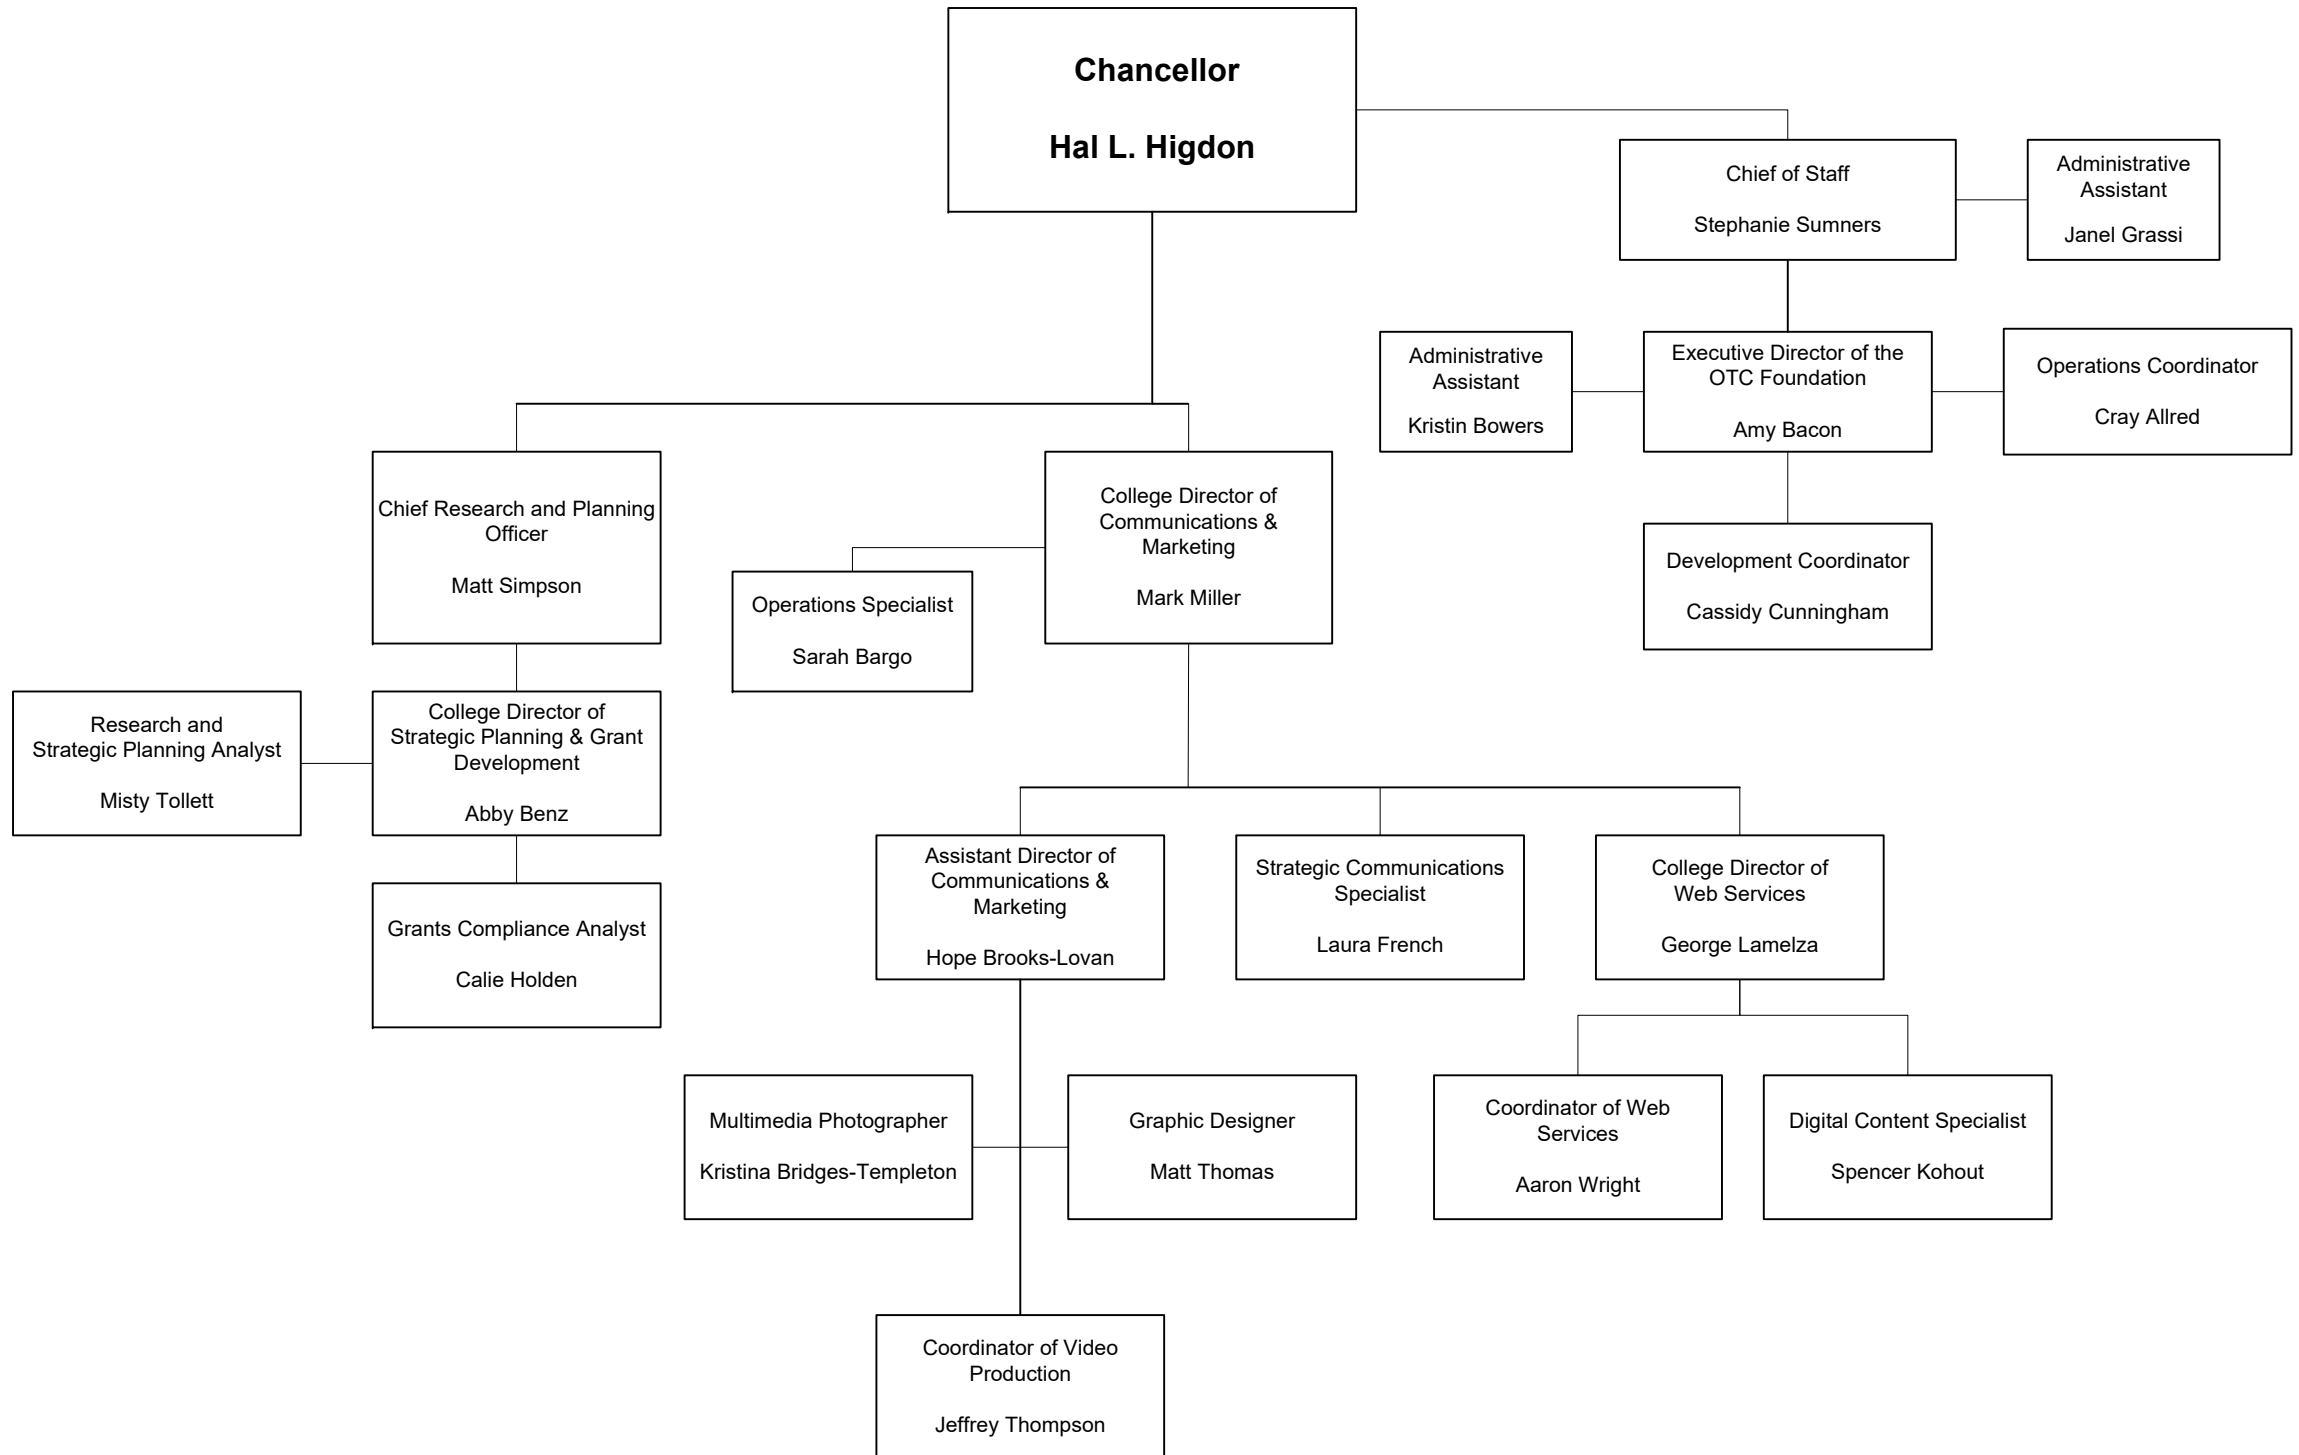 Chancellor
Hal L. Higdon
Chief of Staff
Stephanie Sumners
Administrative
Assistant
Janel Grassi
Administrative
Assistant
Kristin Bowers
Executive Director of the
OTC Foundation
Amy Bacon
Operations Coordinator
Cray Allred
Development Coordinator
Cassidy Cunningham
Chief Research and Planning
Officer
Matt Simpson
College Director of
Communications &
Marketing
Mark Miller
Operations Specialist
Sarah Bargo
Research and
Strategic Planning Analyst
Misty Tollett
College Director of
Strategic Planning & Grant
Development
Abby Benz
Grants Compliance Analyst
Calie Holden
Assistant Director of
Communications &
Marketing
Hope Brooks-Lovan
Strategic Communications
Specialist
Laura French
College Director of
Web Services
George Lamelza
Multimedia Photographer
Kristina Bridges-Templeton
Graphic Designer
Matt Thomas
Coordinator of Web
Services
Aaron Wright
Digital Content Specialist
Spencer Kohout
Coordinator of Video
Production
Jeffrey Thompson